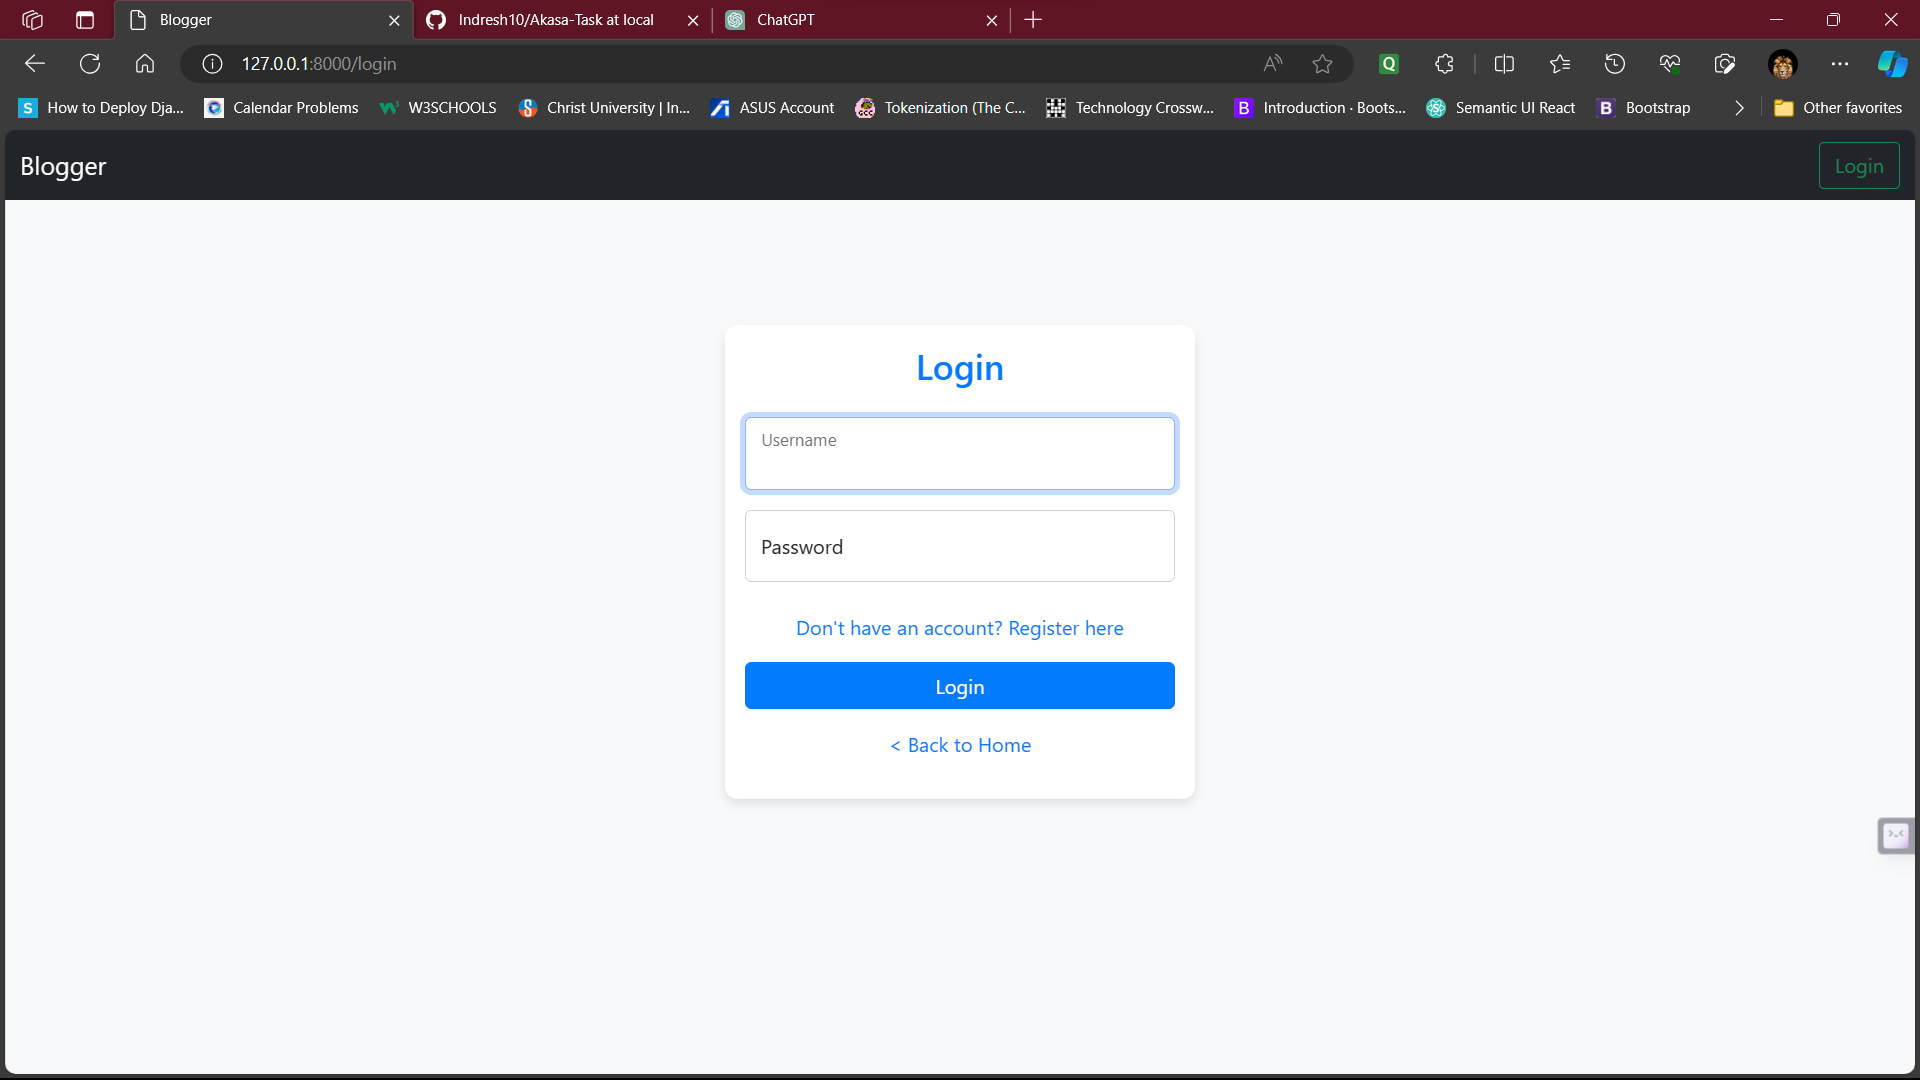 Blogger
Indresh10/Akasa-Task at local
ChatGPT
127.0.0.1:8000/login
How to Deploy Dja...
Calendar Problems
W3SCHOOLS
Christ University | In...
ASUS Account
Tokenization (The C...
Technology Crossw...
Introduction · Boots...
Semantic UI React
Bootstrap
Other favorites
Blogger
Login
Login
Username
Password
Don't have an account? Register here
Login
< Back to Home